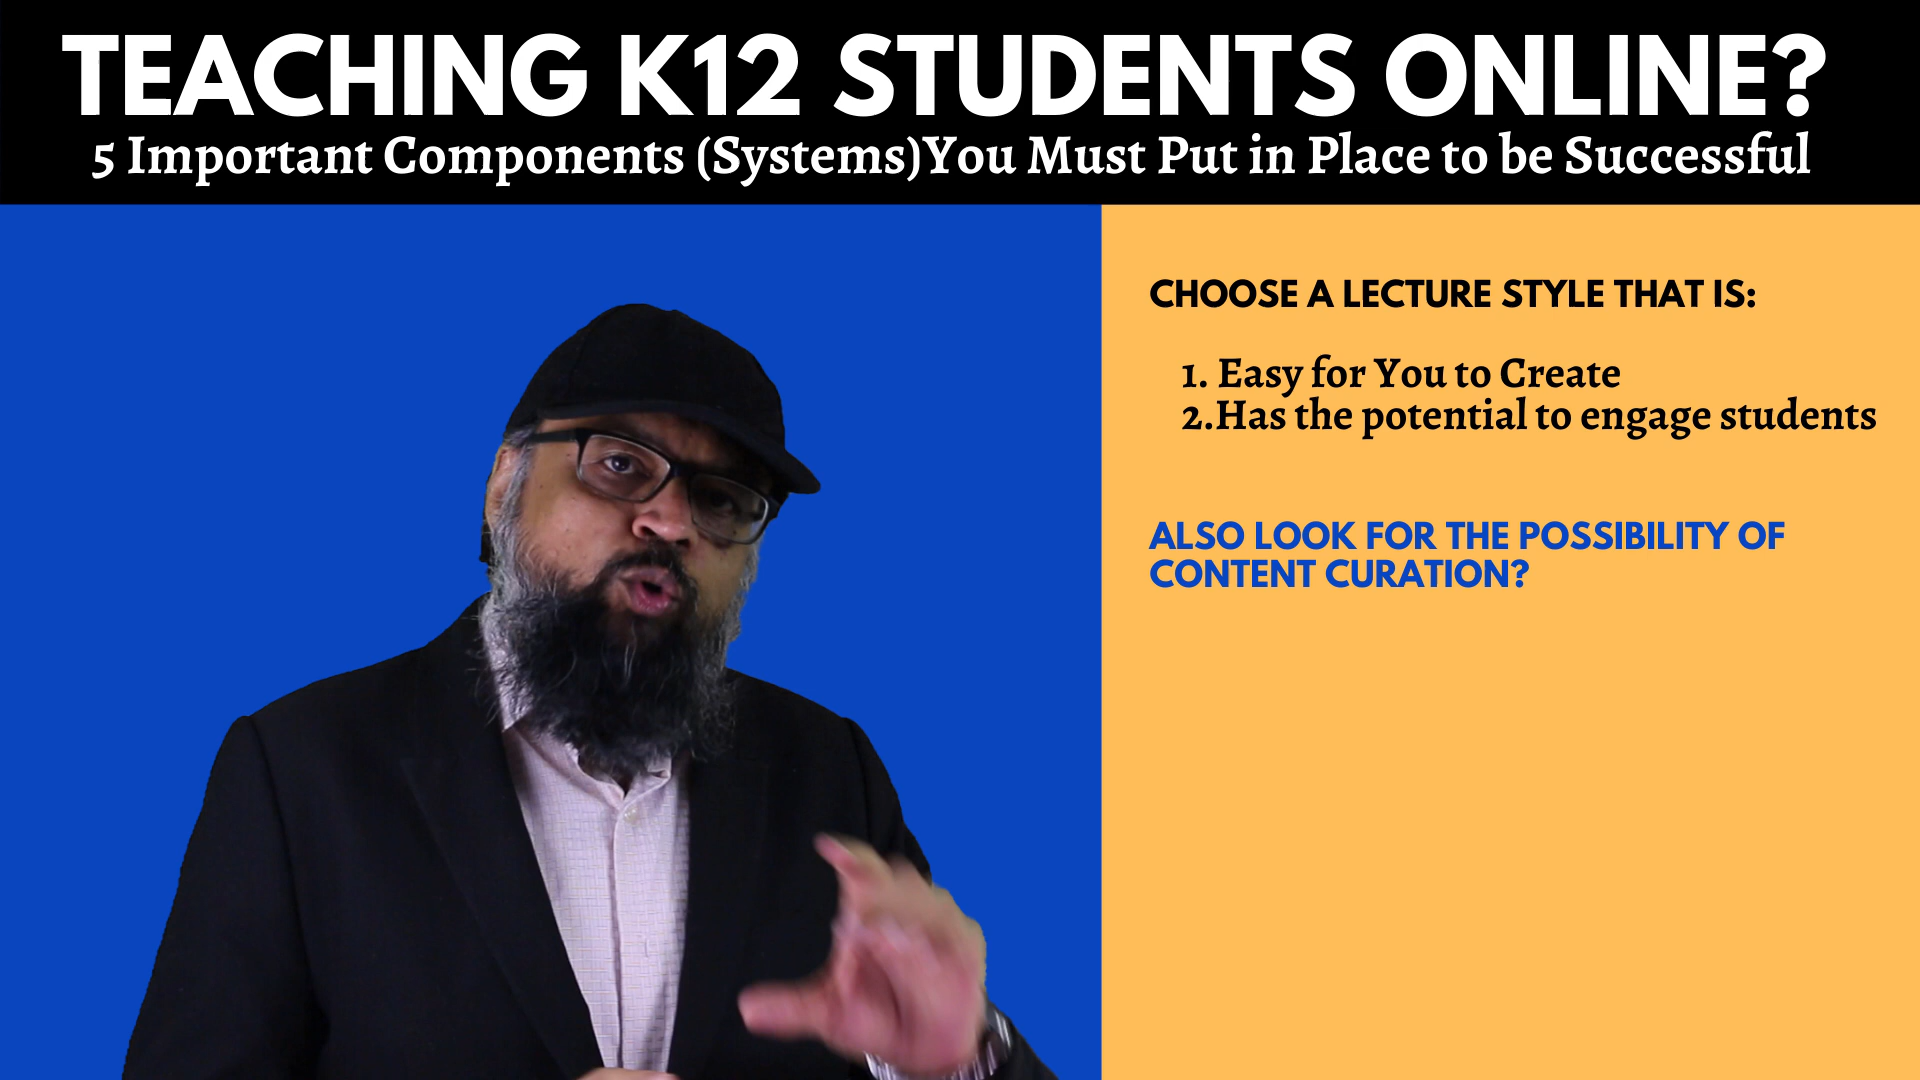 TEACHING K12 STUDENTS ONLINE?
5 Important Components (Systems)You Must Put in Place to be Successful
CHOOSE A LECTURE STYLE THAT IS:
1. Easy for You to Create
2.Has the potential to engage students
ALSO LOOK FOR THE POSSIBILITY OF
CONTENT CURATION?